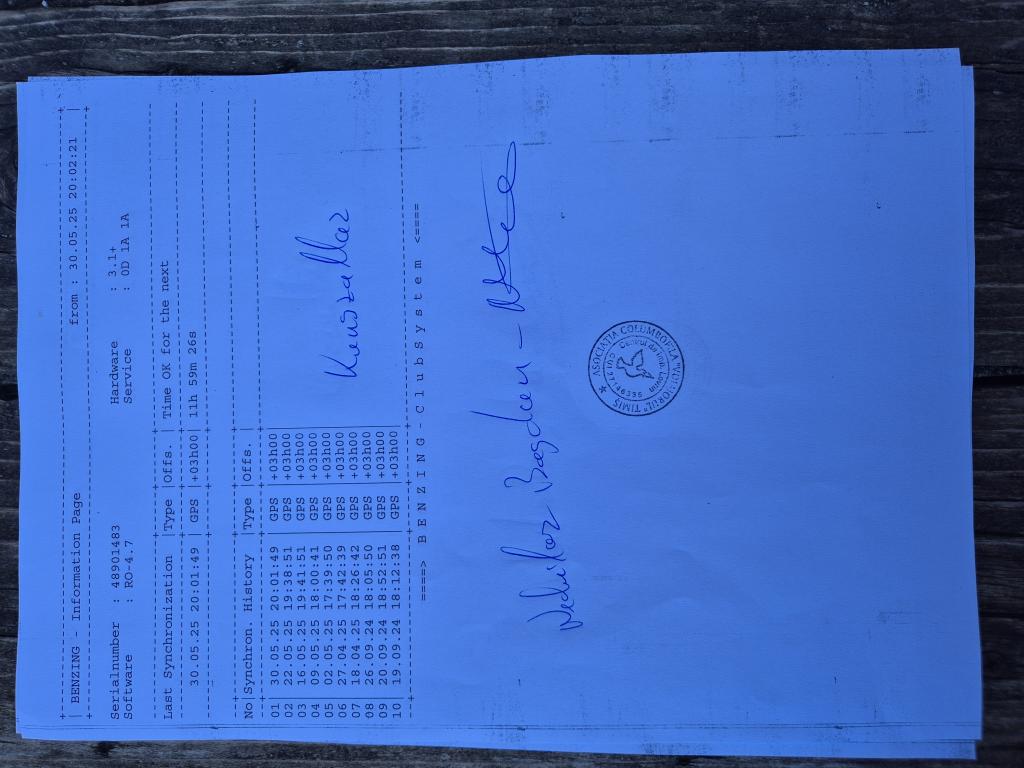 | BENZING - Information Page from : 30.05.25 20:02:21 |
Serialnumber : 48901483 Hardware : 3.1+
Software : RO-4.7 Service : 0D 1A 1A
Last Synchronization |Type |Offs. | Time OK for the next
30.05.25 20:01:49 | GPS |+03h00| 11h 59m 26s
No|Synchron. History |Type |Offs. |
01 30.05.25 20:01:49 GPS +03h00
02 22.05.25 19:38:51 GPS +03h00
03 16.05.25 19:41:51 GPS +03h00
04 09.05.25 18:00:41 GPS +03h00
05 02.05.25 17:39:50 GPS +03h00
06 27.04.25 17:42:39 GPS +03h00
07 18.04.25 18:26:42 GPS +03h00
08 26.09.24 18:05:50 GPS +03h00
09 20.09.24 18:52:51 GPS +03h00
10 19.09.24 18:12:38 GPS +03h00
====> B E N Z I N G - C l u b S y s t e m <====
ASOCIATIA COLUMBOFILA
TIMIS